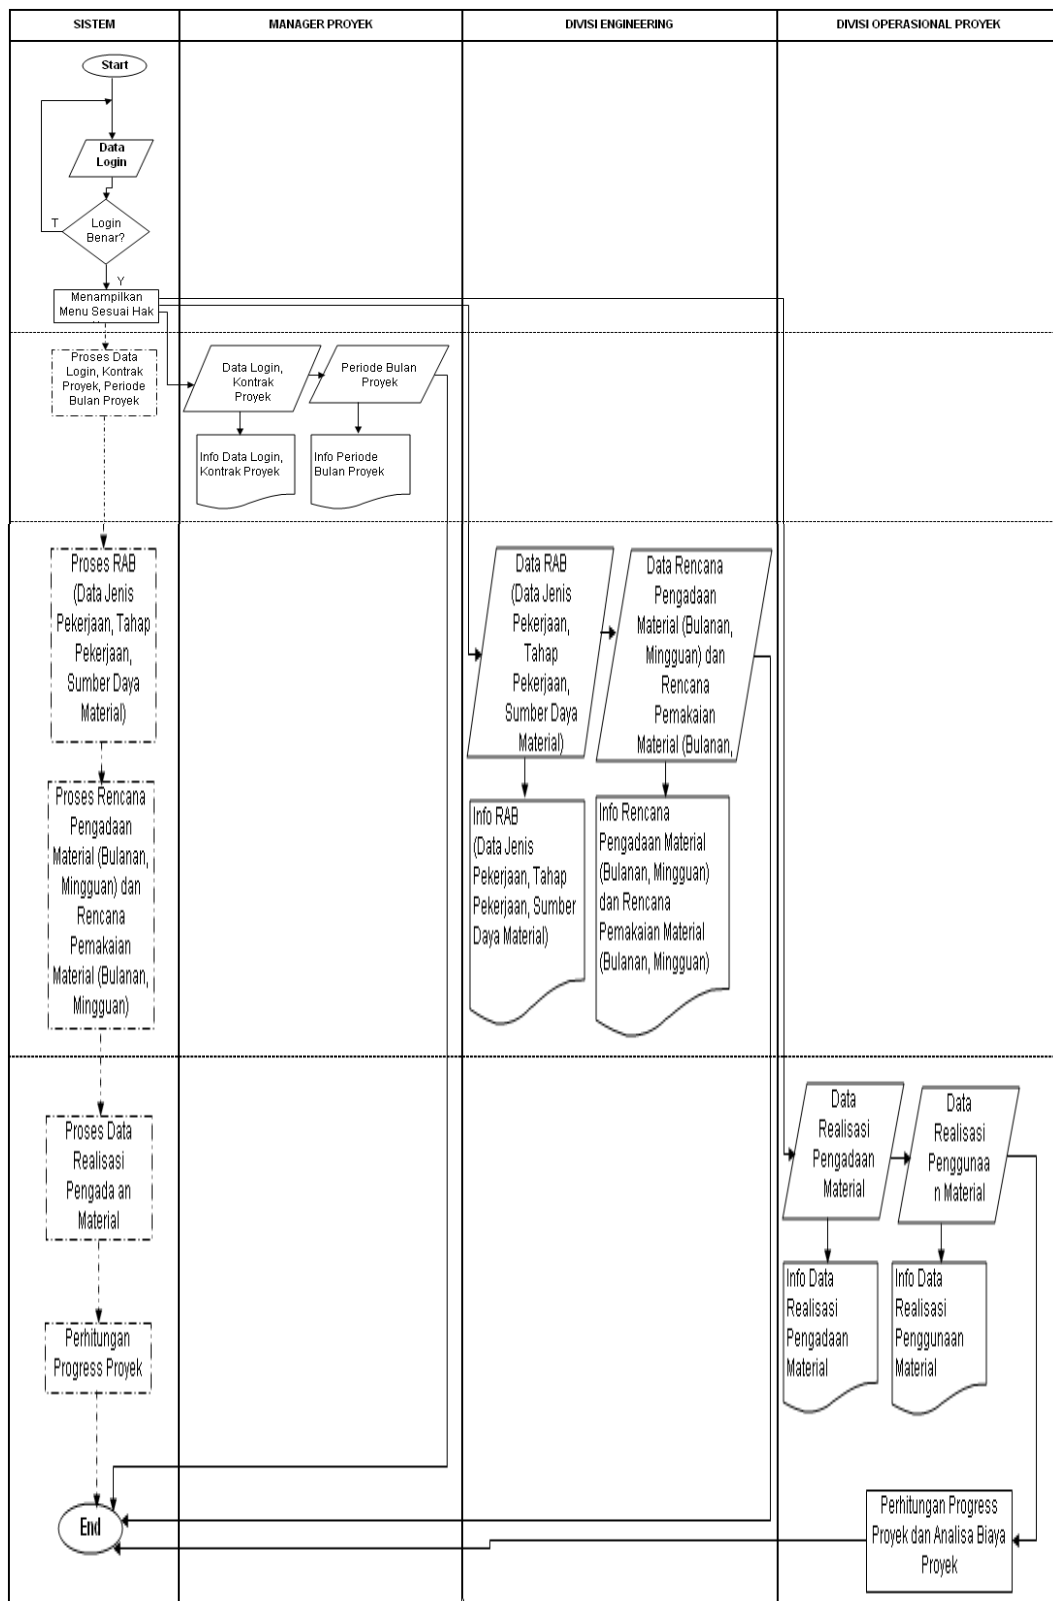 SISTEM
MANAGER PROYEK
DIVISI ENGINEERING
DIVISI OPERASIONAL PROYEK
Start
Data
Login
Login
Benar?
T
Y
Menampilkan
Menu Sesuai Hak
Proses Data
Login, Kontrak
Proyek, Periode
Bulan Proyek
Data Login,
Kontrak
Proyek
Periode Bulan
Proyek
Info Data Login,
Kontrak Proyek
Info Periode
Bulan Proyek
Proses RAB
(Data Jenis
Pekerjaan, Tahap
Pekerjaan,
Sumber Daya
Material)
Data RAB
(Data Jenis
Pekerjaan,
Tahap
Pekerjaan,
Sumber Daya
Material)
Data Rencana
Pengadaan
Material (Bulanan,
Mingguan) dan
Rencana
Pemakaian
Material (Bulanan,
Proses Rencana
Pengadaan
Material (Bulanan,
Mingguan) dan
Rencana
Pemakaian
Material (Bulanan,
Mingguan)
Info RAB
(Data Jenis
Pekerjaan, Tahap
Pekerjaan, Sumber
Daya Material)
Info Rencana
Pengadaan Material
(Bulanan, Mingguan)
dan Rencana
Pemakaian Material
(Bulanan, Mingguan)
Proses Data
Realisasi
Pengada an
Material
Data
Realisasi
Pengadaan
Material
Data
Realisasi
Penggunaa
n Material
Info Data
Realisasi
Pengadaan
Material
Info Data
Realisasi
Penggunaan
Material
Perhitungan
Progress Proyek
End
Perhitungan Progress
Proyek dan Analisa Biaya
Proyek